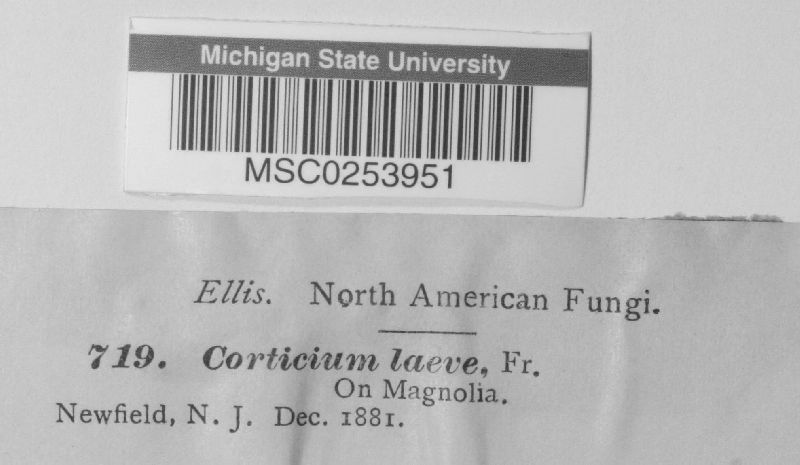 Michigan State University
MSC0253951
Ellis. North American Fungi.
719. Corticium laeve, Fr.
On Magnolia.
Newfield, N. J. Dec. 1881.